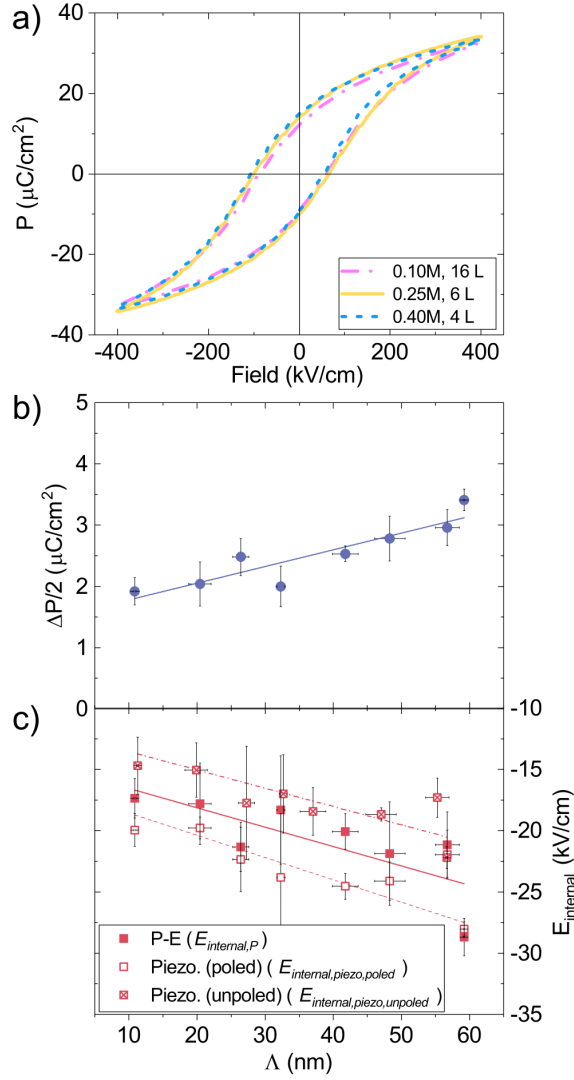 a)
40
20
0
-20
-40
P (μC/cm²)
0.10M, 16 L
0.25M, 6 L
0.40M, 4 L
-400 -200 0 200 400
Field (kV/cm)
b)
5
4
3
2
1
0
ΔP/2 (μC/cm²)
c)
-10
-15
-20
-25
-30
-35
E_internal (kV/cm)
P-E (E_internal,P)
Piezo. (poled) (E_internal,piezo,poled)
Piezo. (unpoled) (E_internal,piezo,unpoled)
10 20 30 40 50 60
Λ (nm)